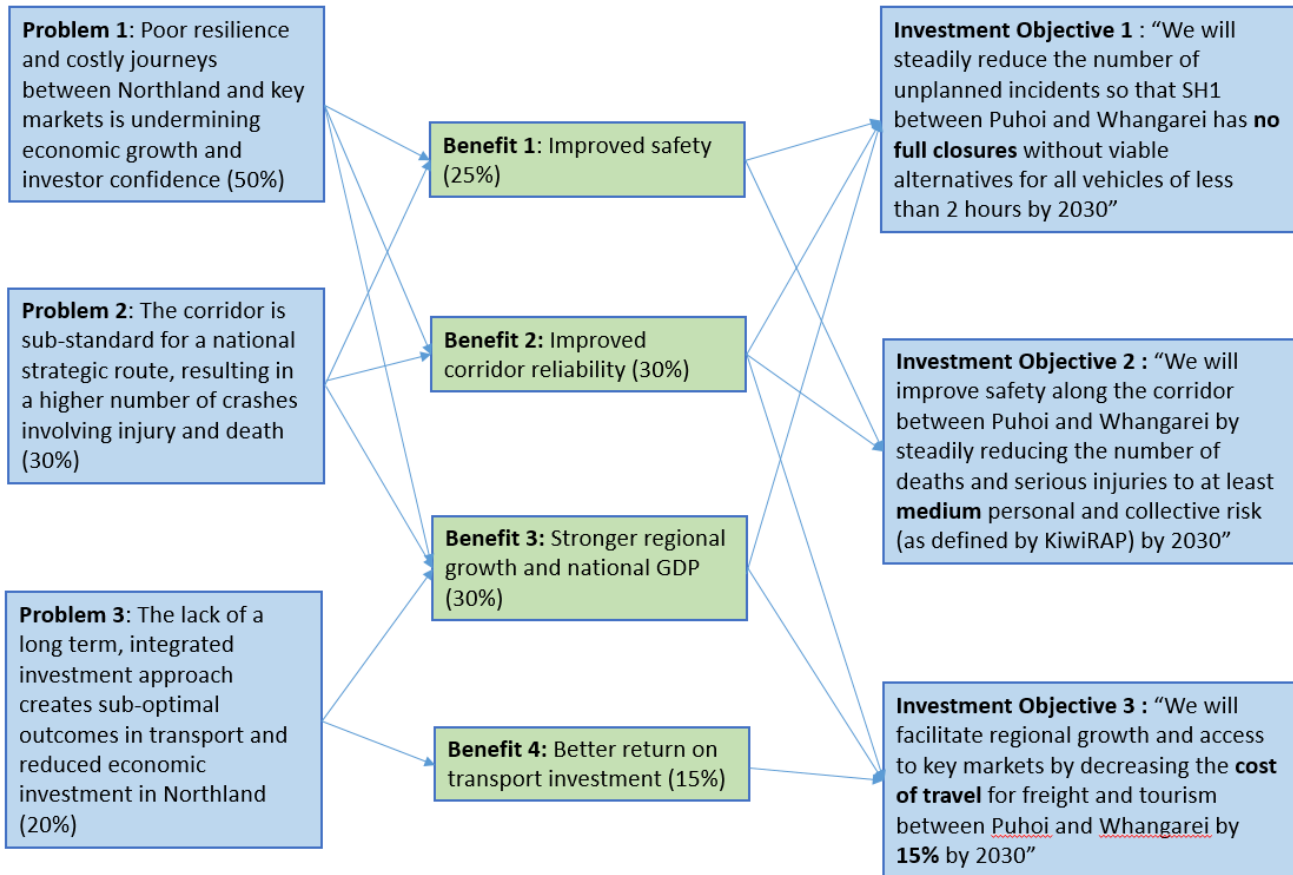 Problem 1: Poor resilience
and costly journeys
between Northland and key
markets is undermining
economic growth and
investor confidence (50%)
Problem 2: The corridor is
sub-standard for a national
strategic route, resulting in
a higher number of crashes
involving injury and death
(30%)
Problem 3: The lack of a
long term, integrated
investment approach
creates sub-optimal
outcomes in transport and
reduced economic
investment in Northland
(20%)
Benefit 1: Improved safety
(25%)
Benefit 2: Improved
corridor reliability (30%)
Benefit 3: Stronger regional
growth and national GDP
(30%)
Benefit 4: Better return on
transport investment (15%)
Investment Objective 1 : “We will
steadily reduce the number of
unplanned incidents so that SH1
between Puhoi and Whangarei has no
full closures without viable
alternatives for all vehicles of less
than 2 hours by 2030”
Investment Objective 2 : “We will
improve safety along the corridor
between Puhoi and Whangarei by
steadily reducing the number of
deaths and serious injuries to at least
medium personal and collective risk
(as defined by KiwiRAP) by 2030”
Investment Objective 3 : “We will
facilitate regional growth and access
to key markets by decreasing the cost
of travel for freight and tourism
between Puhoi and Whangarei by
15% by 2030”